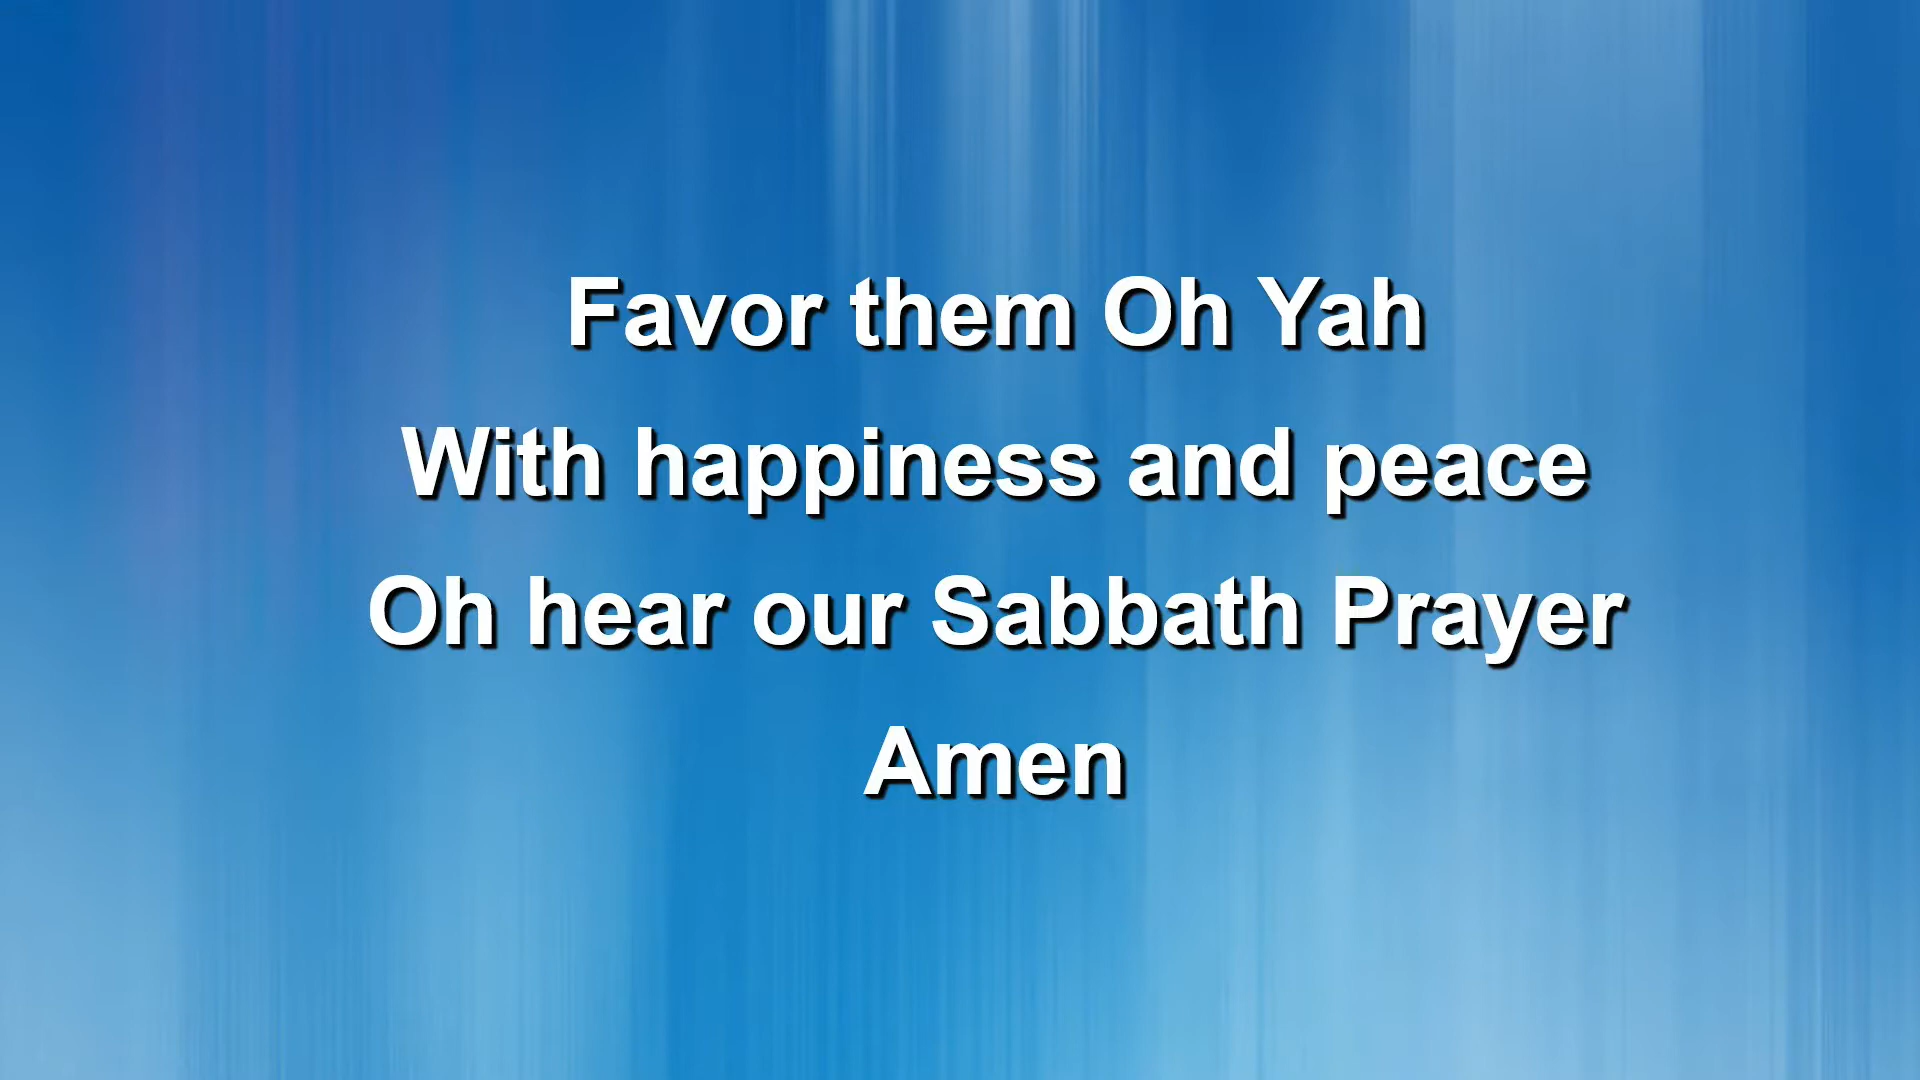 Favor them Oh Yah
With happiness and peace
Oh hear our Sabbath Prayer
Amen